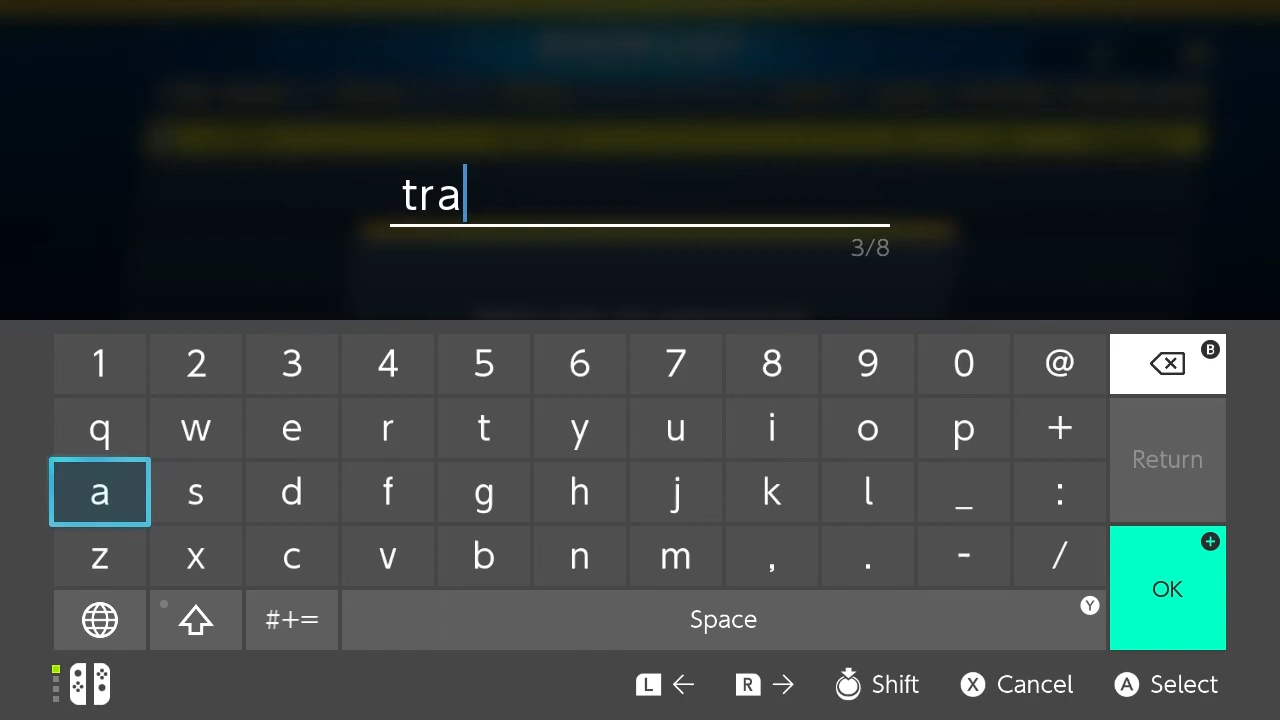 tra
3/8
1 2 3 4 5 6 7 8 9 0 @ B
q w e r t y u i o p +
Return
a s d f g h j k l _ :
z x c v b n m , . - / +
OK
#+= Space Y
L ← R → Shift X Cancel A Select